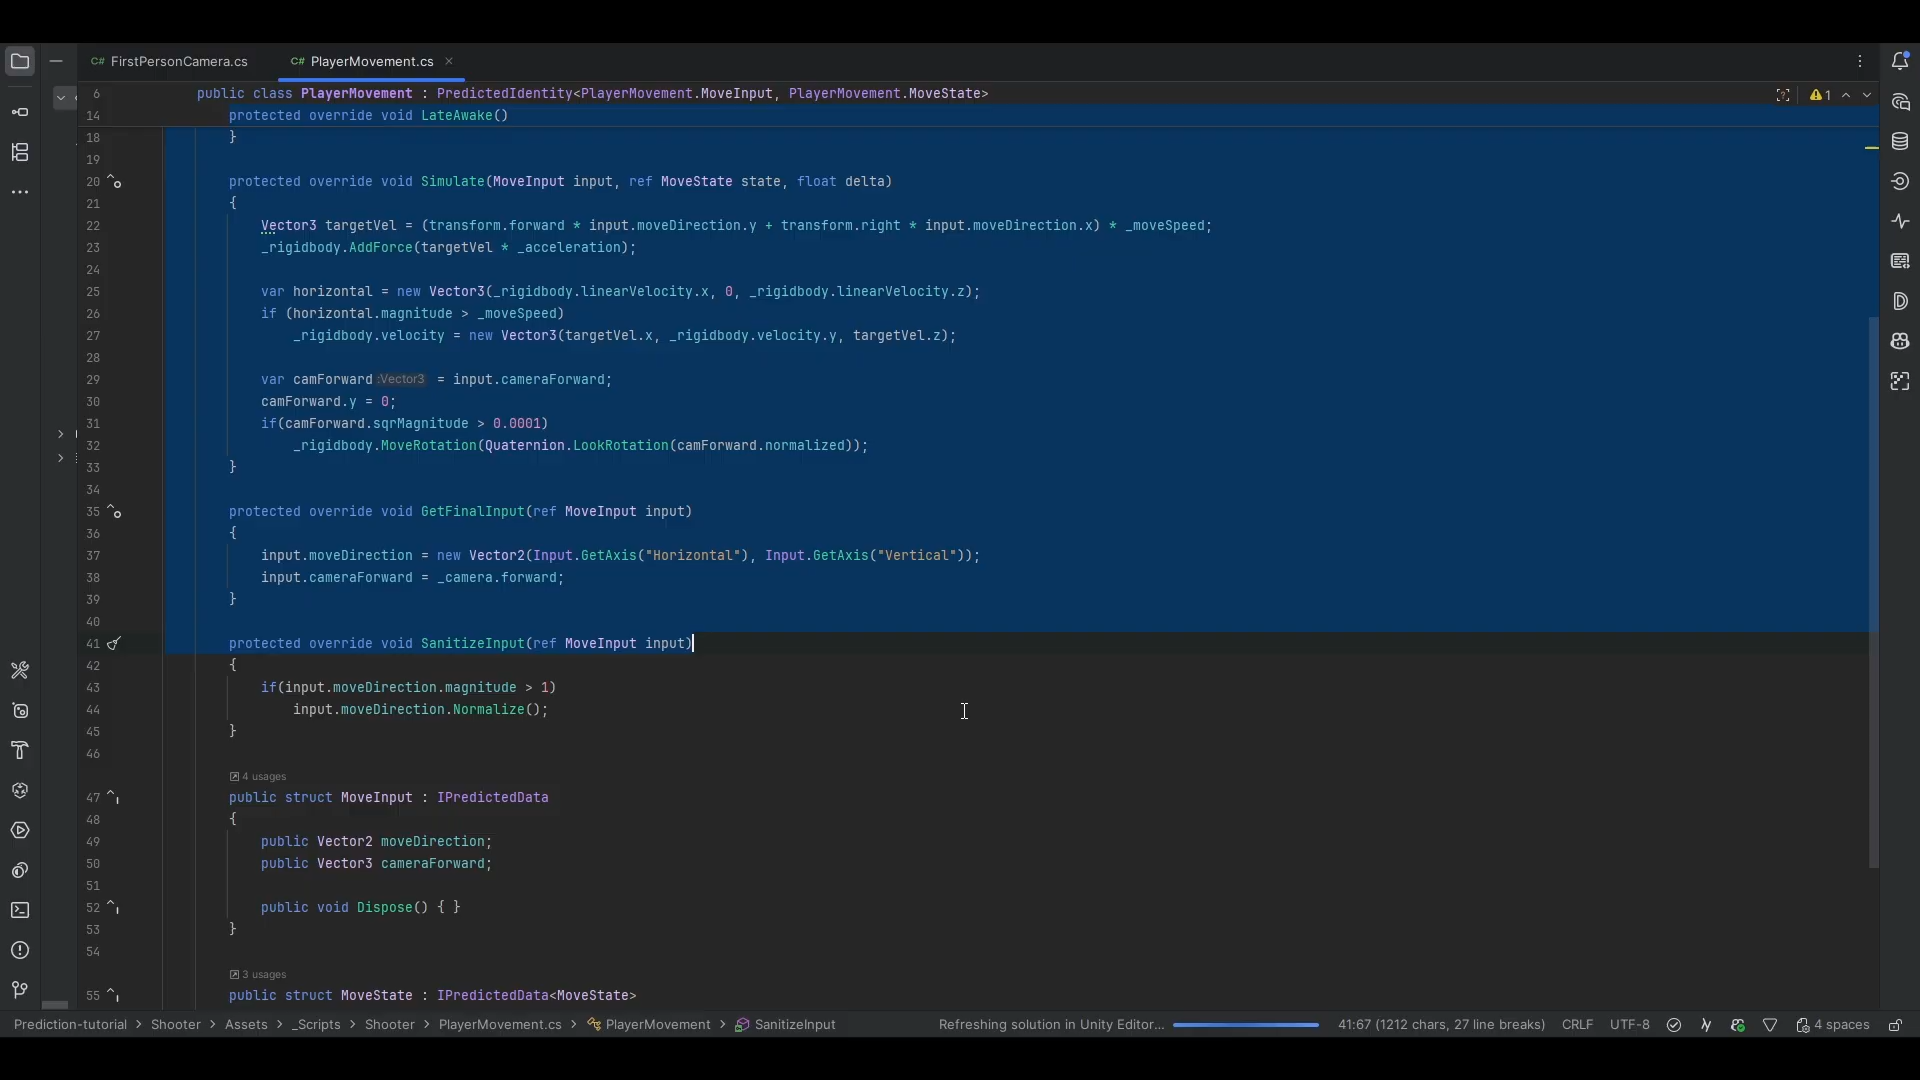 C# FirstPersonCamera.cs
C# PlayerMovement.cs
6 public class PlayerMovement : PredictedIdentity<PlayerMovement.MoveInput, PlayerMovement.MoveState>
1
14 protected override void LateAwake()
18 }
19
20 protected override void Simulate(MoveInput input, ref MoveState state, float delta)
21 {
22 Vector3 targetVel = (transform.forward * input.moveDirection.y + transform.right * input.moveDirection.x) * _moveSpeed;
23 _rigidbody.AddForce(targetVel * _acceleration);
24
25 var horizontal = new Vector3(_rigidbody.linearVelocity.x, 0, _rigidbody.linearVelocity.z);
26 if (horizontal.magnitude > _moveSpeed)
27 _rigidbody.velocity = new Vector3(targetVel.x, _rigidbody.velocity.y, targetVel.z);
28
29 var camForward :Vector3 = input.cameraForward;
30 camForward.y = 0;
31 if(camForward.sqrMagnitude > 0.0001)
32 _rigidbody.MoveRotation(Quaternion.LookRotation(camForward.normalized));
33 }
34
35 protected override void GetFinalInput(ref MoveInput input)
36 {
37 input.moveDirection = new Vector2(Input.GetAxis("Horizontal"), Input.GetAxis("Vertical"));
38 input.cameraForward = _camera.forward;
39 }
40
41 protected override void SanitizeInput(ref MoveInput input)
42 {
43 if(input.moveDirection.magnitude > 1)
44 input.moveDirection.Normalize();
45 }
46
4 usages
47 public struct MoveInput : IPredictedData
48 {
49 public Vector2 moveDirection;
50 public Vector3 cameraForward;
51
52 public void Dispose() { }
53 }
54
3 usages
55 public struct MoveState : IPredictedData<MoveState>
Prediction-tutorial > Shooter > Assets > _Scripts > Shooter > PlayerMovement.cs > PlayerMovement > SanitizeInput
Refreshing solution in Unity Editor... 41:67 (1212 chars, 27 line breaks) CRLF UTF-8 4 spaces